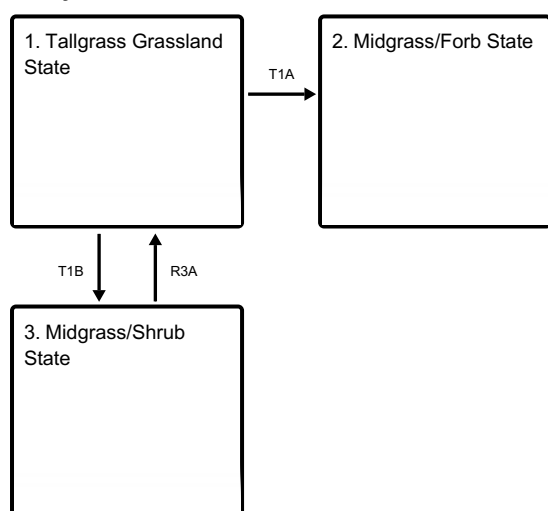 1. Tallgrass Grassland
State
2. Midgrass/Forb State
T1A
T1B
R3A
3. Midgrass/Shrub
State